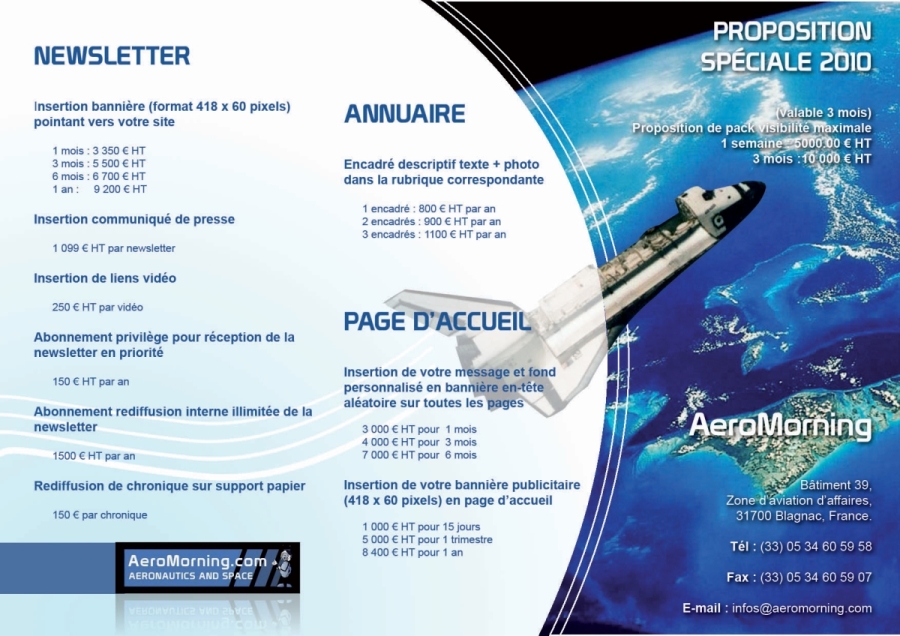 NEWSLETTER
Insertion bannière (format 418 x 60 pixels)
pointant vers votre site
1 mois : 3 350 € HT
3 mois : 5 500 € HT
6 mois : 6 700 € HT
1 an : 9 200 € HT
Insertion communiqué de presse
1 099 € HT par newsletter
Insertion de liens vidéo
250 € HT par vidéo
Abonnement privilège pour réception de la
newsletter en priorité
150 € HT par an
Abonnement rediffusion interne illimitée de la
newsletter
1500 € HT par an
Rediffusion de chronique sur support papier
150 € par chronique
AeroMorning.com
AERONAUTICS AND SPACE
ANNUAIRE
Encadré descriptif texte + photo
dans la rubrique correspondante
1 encadré : 800 € HT par an
2 encadrés : 900 € HT par an
3 encadrés : 1100 € HT par an
PAGE D'ACCUEIL
Insertion de votre message et fond
personnalisé en bannière en-tête
aléatoire sur toutes les pages
3 000 € HT pour 1 mois
4 000 € HT pour 3 mois
7 000 € HT pour 6 mois
Insertion de votre bannière publicitaire
(418 x 60 pixels) en page d'accueil
1 000 € HT pour 15 jours
5 000 € HT pour 1 trimestre
8 400 € HT pour 1 an
PROPOSITION
SPÉCIALE 2010
(valable 3 mois)
Proposition de pack visibilité maximale
1 semaine : 5000.00 € HT
3 mois :10 000 € HT
AeroMorning
Bâtiment 39,
Zone d'aviation d'affaires,
31700 Blagnac, France.
Tél : (33) 05 34 60 59 58
Fax : (33) 05 34 60 59 07
E-mail : infos@aeromorning.com